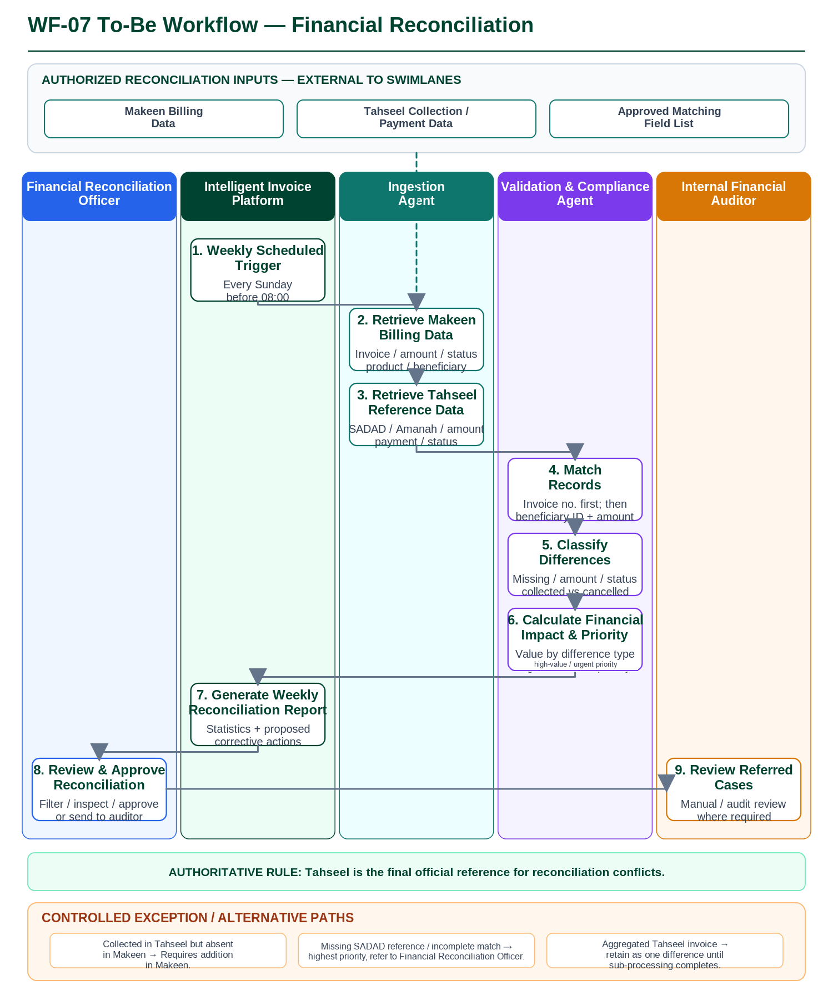 WF-07 To-Be Workflow — Financial Reconciliation
AUTHORIZED RECONCILIATION INPUTS — EXTERNAL TO SWIMLANES
Makeen Billing
Data
Tahseel Collection /
Payment Data
Approved Matching
Field List
Financial Reconciliation
Officer
Intelligent Invoice
Platform
Ingestion
Agent
Validation & Compliance
Agent
Internal Financial
Auditor
1. Weekly Scheduled
Trigger
Every Sunday
before 08:00
2. Retrieve Makeen
Billing Data
Invoice / amount / status
product / beneficiary
3. Retrieve Tahseel
Reference Data
SADAD / Amanah / amount
payment / status
4. Match
Records
Invoice no. first; then
beneficiary ID + amount
5. Classify
Differences
Missing / amount / status
collected vs cancelled
6. Calculate Financial
Impact & Priority
Value by difference type
high-value / urgent priority
7. Generate Weekly
Reconciliation Report
Statistics + proposed
corrective actions
8. Review & Approve
Reconciliation
Filter / inspect / approve
or send to auditor
9. Review Referred
Cases
Manual / audit review
where required
AUTHORITATIVE RULE: Tahseel is the final official reference for reconciliation conflicts.
CONTROLLED EXCEPTION / ALTERNATIVE PATHS
Collected in Tahseel but absent
in Makeen → Requires addition
in Makeen.
Missing SADAD reference / incomplete match →
highest priority, refer to Financial Reconciliation Officer.
Aggregated Tahseel invoice →
retain as one difference until
sub-processing completes.